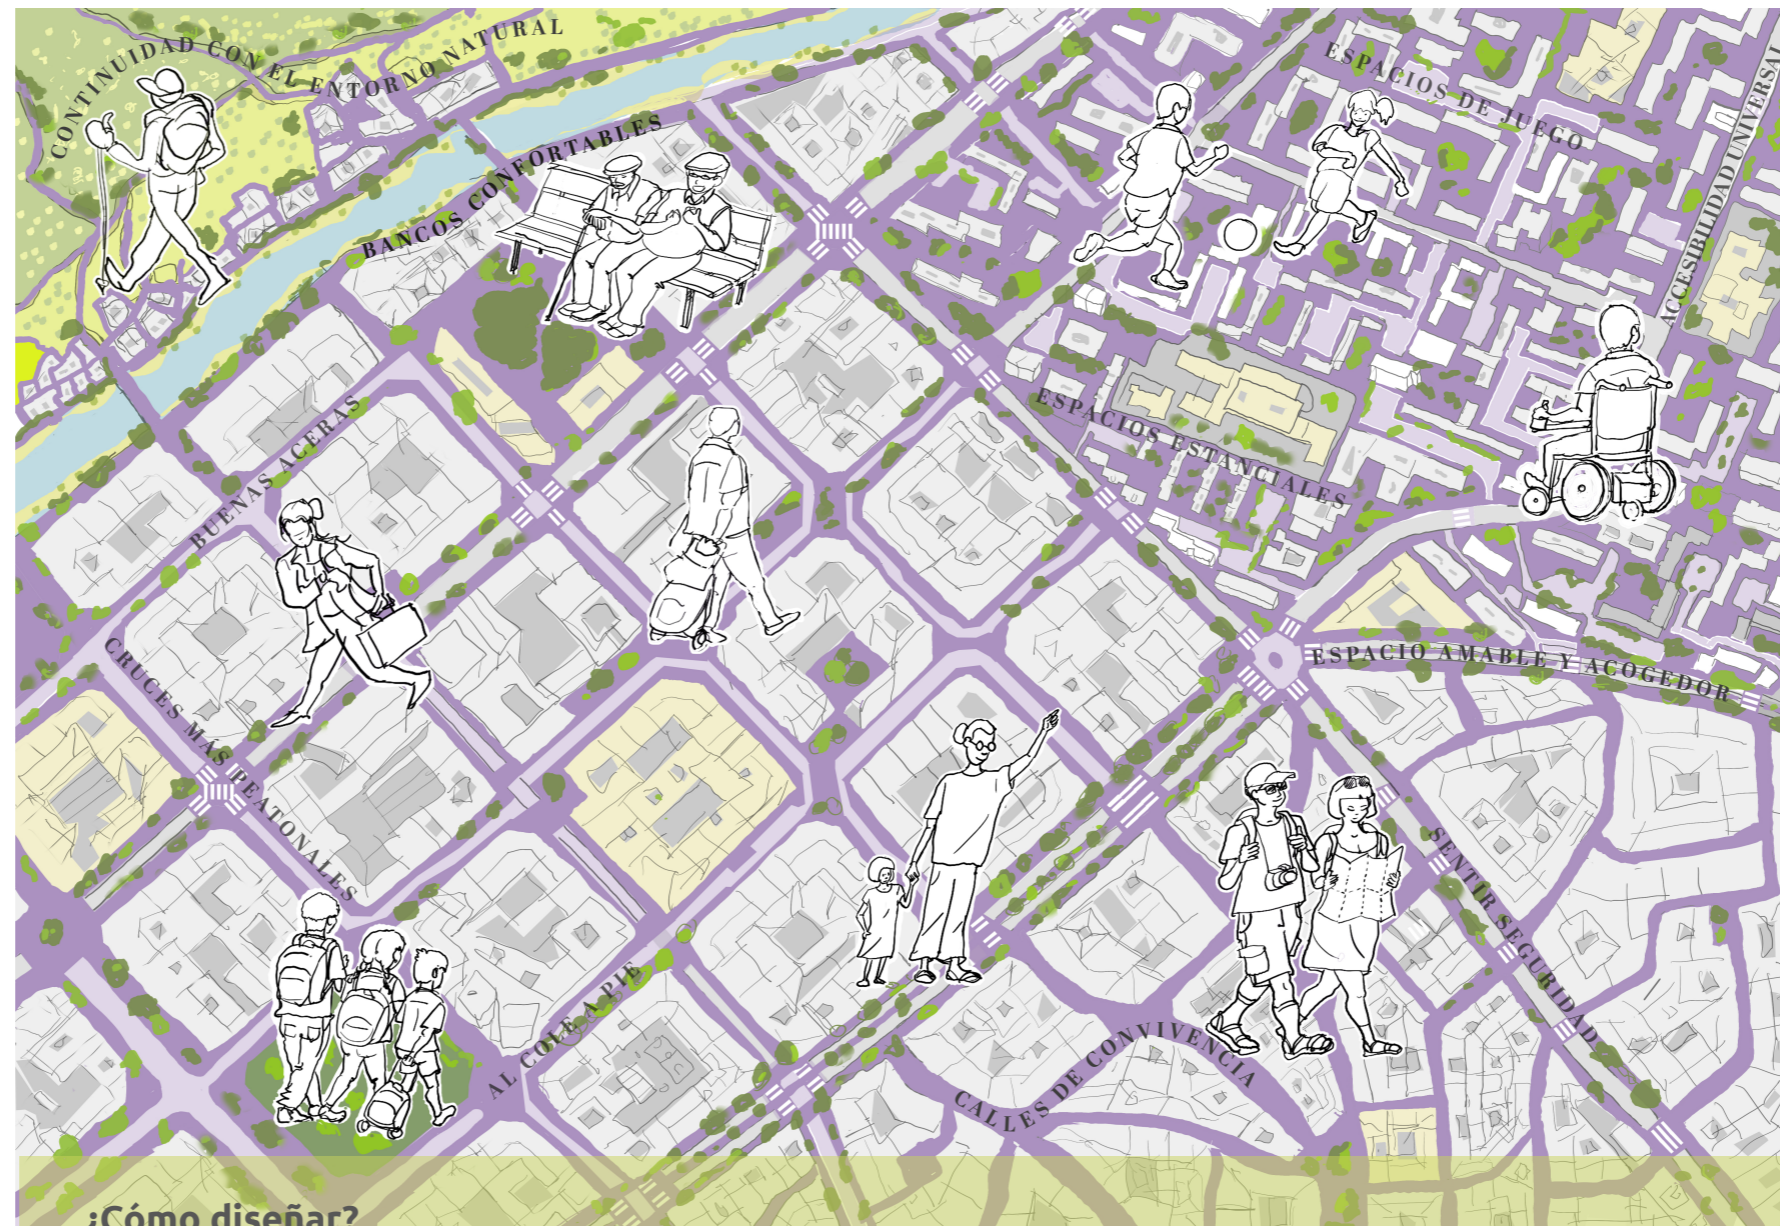 CONTINUIDAD CON EL ENTORNO NATURAL
ESPACIOS DE JUEGO
ACCESIBILIDAD UNIVERSAL
BANCOS CONFORTABLES
BUENAS ACERAS
ESPACIOS ESTANCIALES
CRUCES MÁS PEATONALES
ESPACIO AMABLE Y ACOGEDOR
SENTIR SEGURIDAD
AL COLE A PIE
CALLES DE CONVIVENCIA
¿Cómo diseñar?